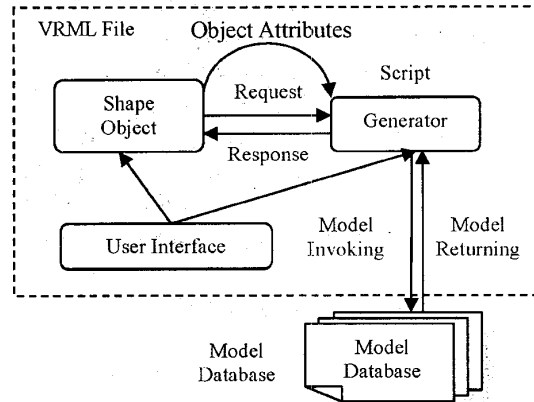 VRML File
Object Attributes
Script
Shape
Object
Request
Generator
Response
User Interface
Model
Invoking
Model
Returning
Model
Database
Model
Database